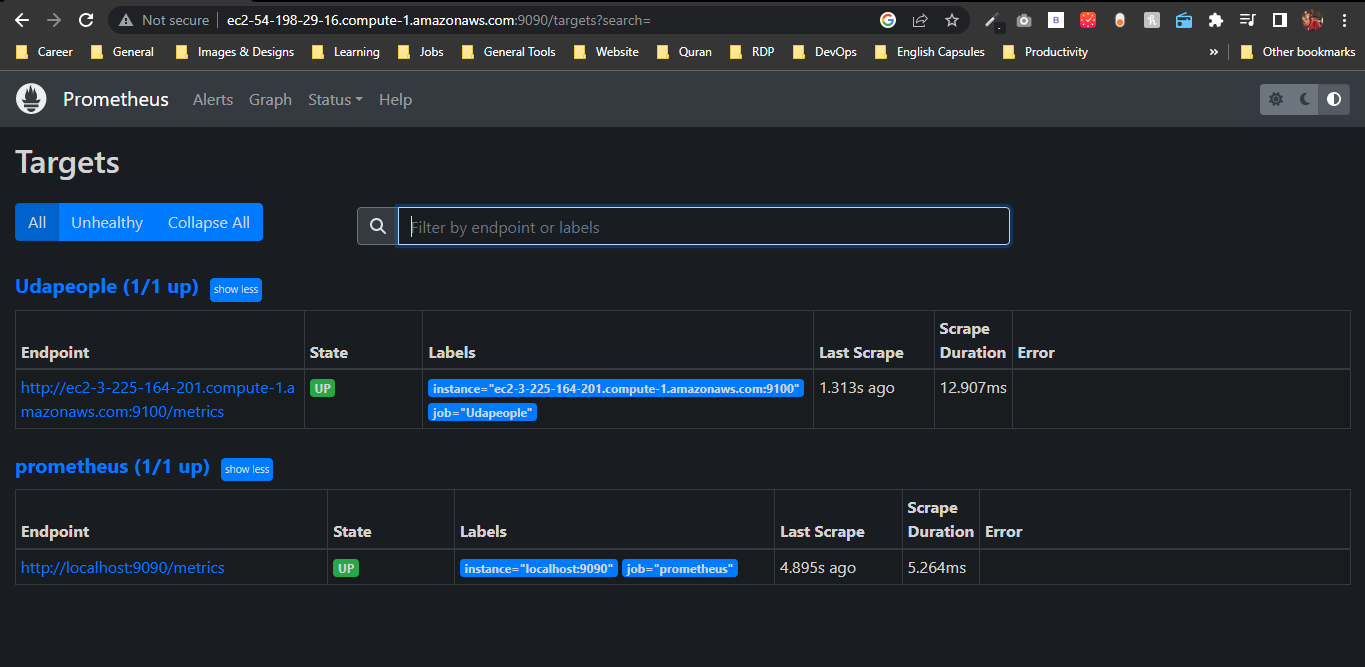 Not secure ec2-54-198-29-16.compute-1.amazonaws.com:9090/targets?search=
Career General Images & Designs Learning Jobs General Tools Website Quran RDP DevOps English Capsules Productivity » Other bookmarks
Prometheus Alerts Graph Status Help
Targets
All Unhealthy Collapse All Filter by endpoint or labels
Udapeople (1/1 up) show less
Scrape
Endpoint State Labels Last Scrape Duration Error
http://ec2-3-225-164-201.compute-1.a UP instance="ec2-3-225-164-201.compute-1.amazonaws.com:9100" 1.313s ago 12.907ms
mazonaws.com:9100/metrics job="Udapeople"
prometheus (1/1 up) show less
Scrape
Endpoint State Labels Last Scrape Duration Error
http://localhost:9090/metrics UP instance="localhost:9090" job="prometheus" 4.895s ago 5.264ms